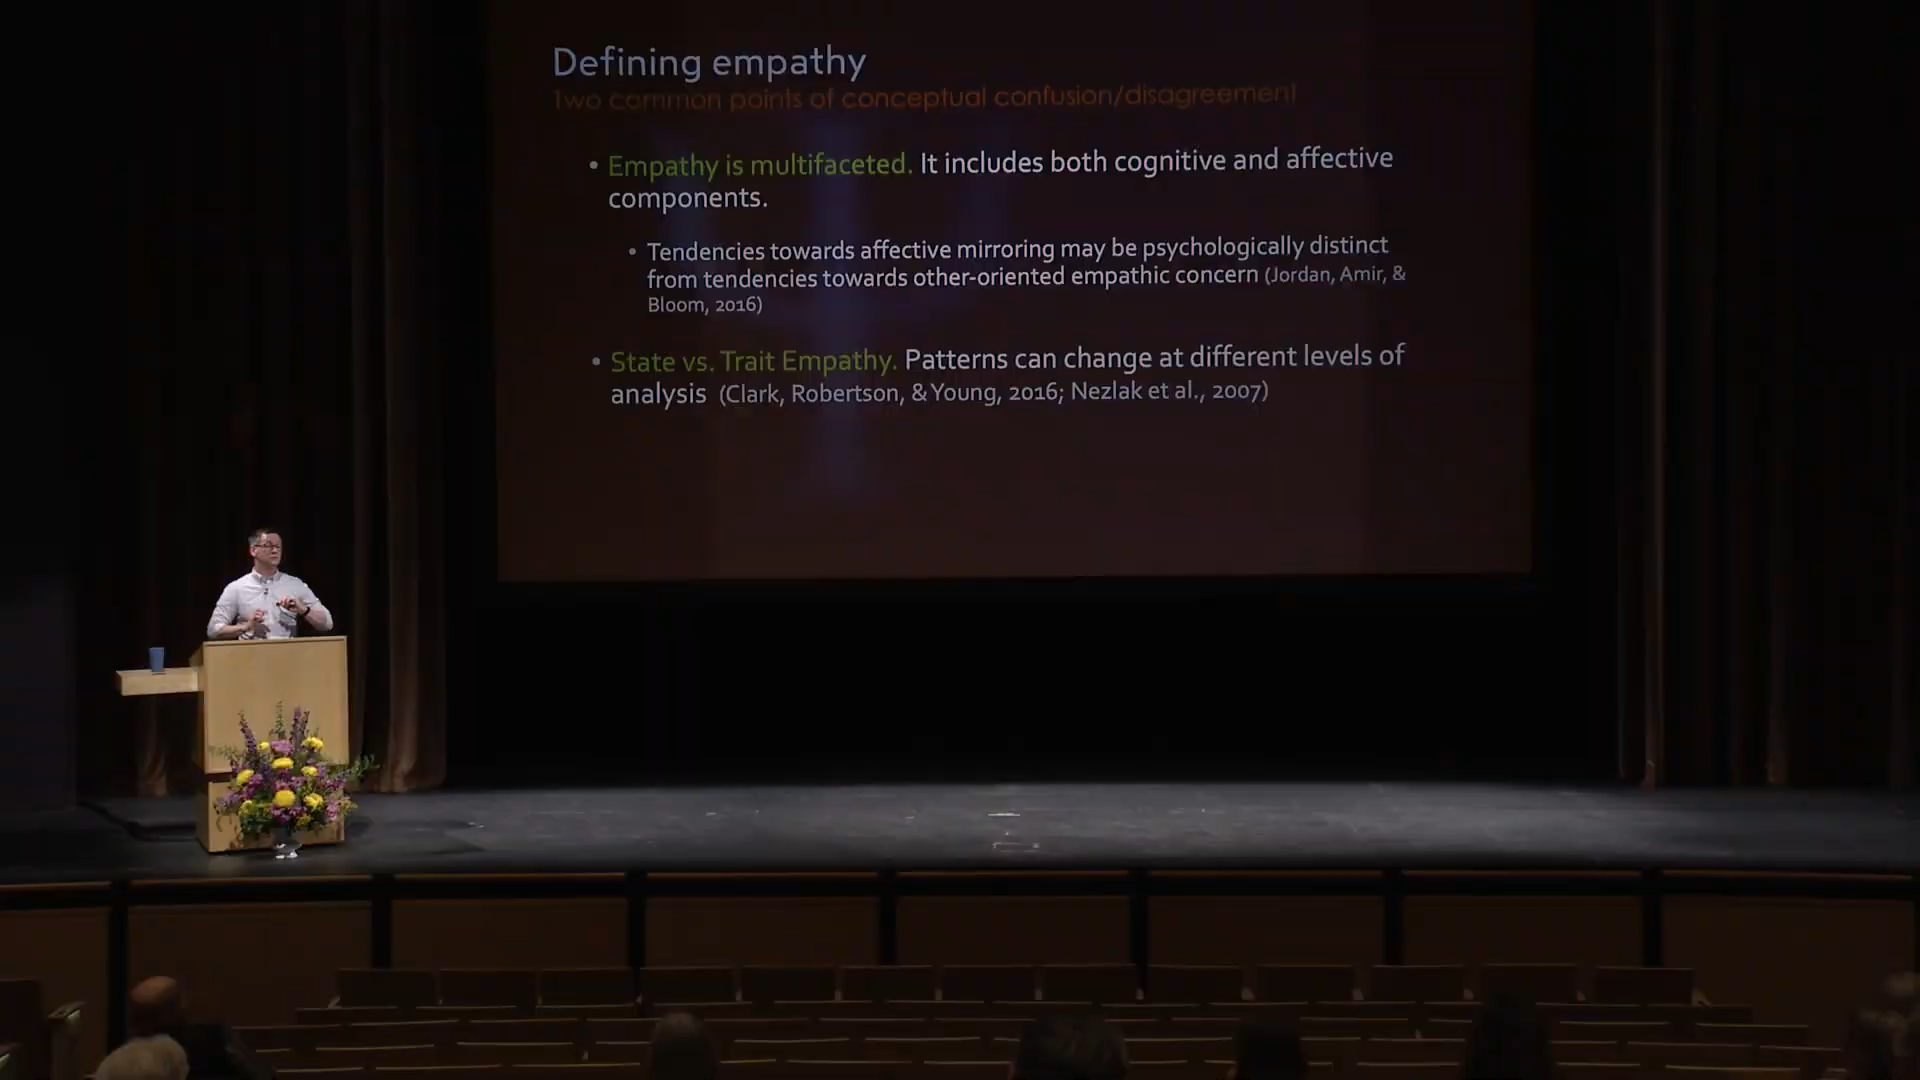 Defining empathy
Two common points of conceptual confusion/disagreement
• Empathy is multifaceted. It includes both cognitive and affective
components.
• Tendencies towards affective mirroring may be psychologically distinct
from tendencies towards other-oriented empathic concern (Jordan, Amir, &
Bloom, 2016)
• State vs. Trait Empathy. Patterns can change at different levels of
analysis (Clark, Robertson, & Young, 2016; Nezlak et al., 2007)